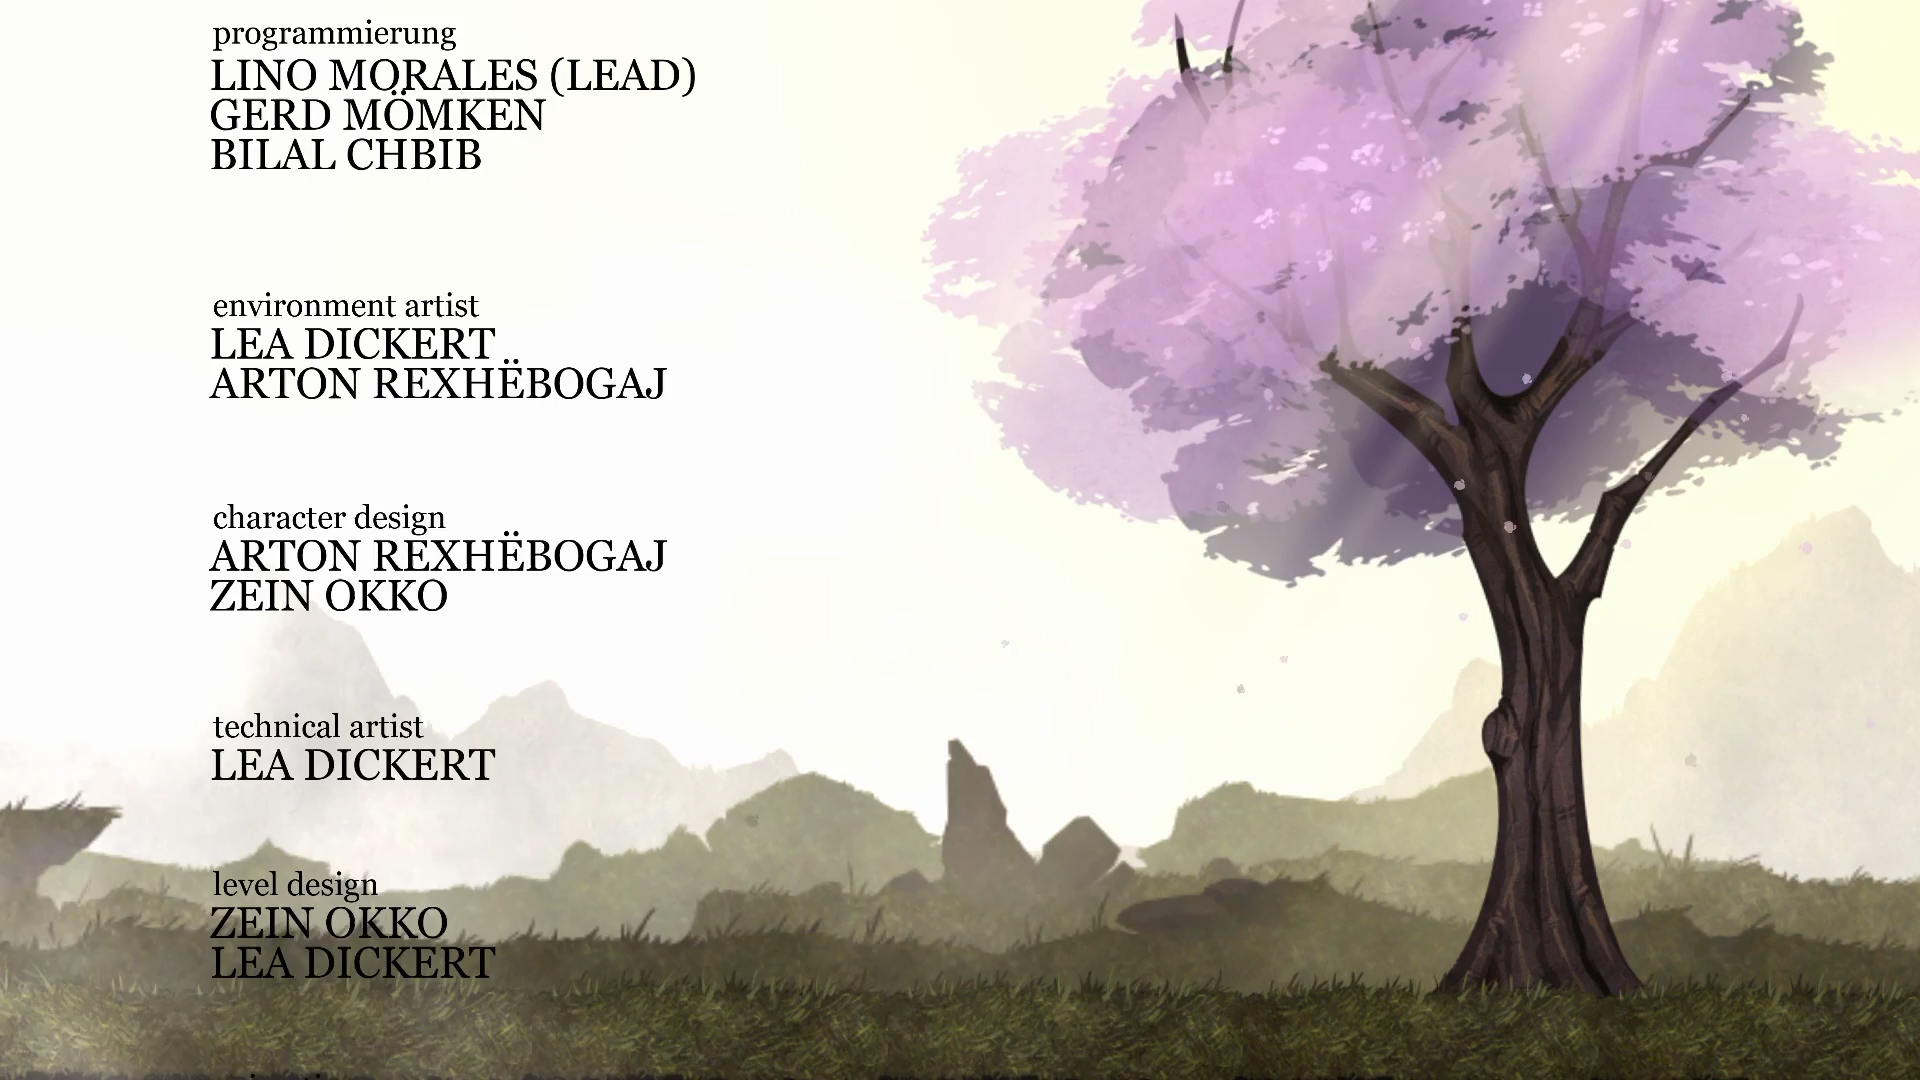 programmierung
LINO MORALES (LEAD)
GERD MÖMKEN
BILAL CHBIB
environment artist
LEA DICKERT
ARTON REXHËBOGAJ
character design
ARTON REXHËBOGAJ
ZEIN OKKO
technical artist
LEA DICKERT
level design
ZEIN OKKO
LEA DICKERT